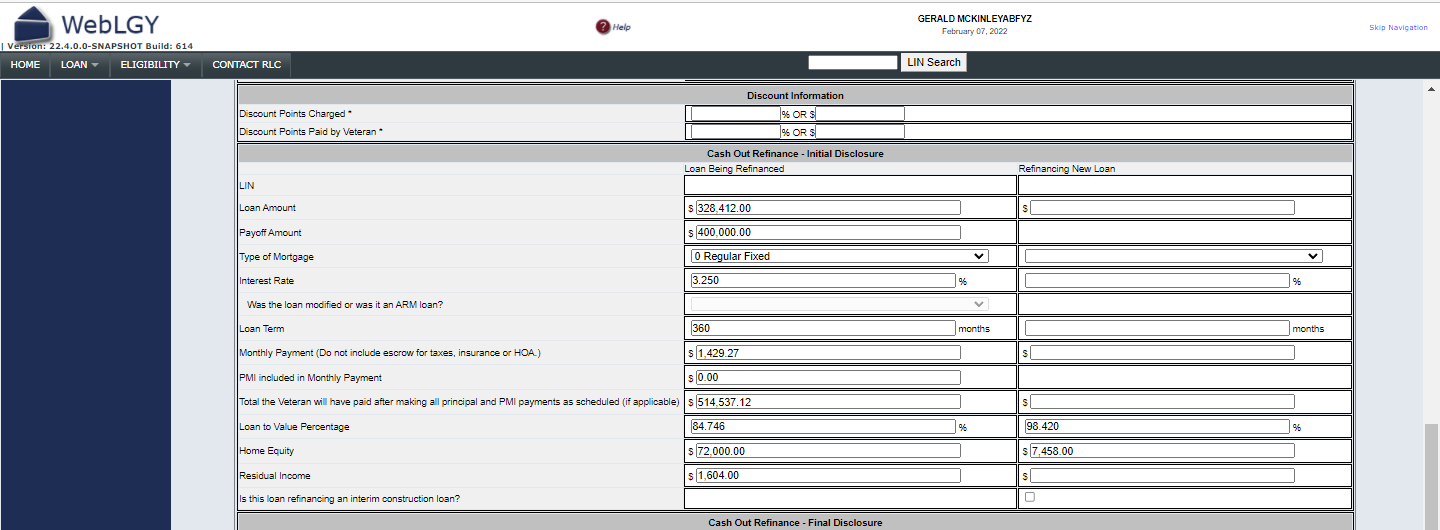 WebLGY
| Version: 22.4.0.0-SNAPSHOT Build: 614
? Help
GERALD MCKINLEYABFYZ
February 07, 2022
Skip Navigation
HOME LOAN ELIGIBILITY CONTACT RLC LIN Search
Discount Information
Discount Points Charged * % OR $
Discount Points Paid by Veteran * % OR $
Cash Out Refinance - Initial Disclosure
Loan Being Refinanced Refinancing New Loan
LIN
Loan Amount $ 328,412.00 $
Payoff Amount $ 400,000.00
Type of Mortgage 0 Regular Fixed
Interest Rate 3.250 % %
Was the loan modified or was it an ARM loan?
Loan Term 360 months months
Monthly Payment (Do not include escrow for taxes, insurance or HOA.) $ 1,429.27 $
PMI included in Monthly Payment $ 0.00
Total the Veteran will have paid after making all principal and PMI payments as scheduled (if applicable) $ 514,537.12 $
Loan to Value Percentage 84.746 % 98.420 %
Home Equity $ 72,000.00 $ 7,458.00
Residual Income $ 1,604.00 $
Is this loan refinancing an interim construction loan?
Cash Out Refinance - Final Disclosure